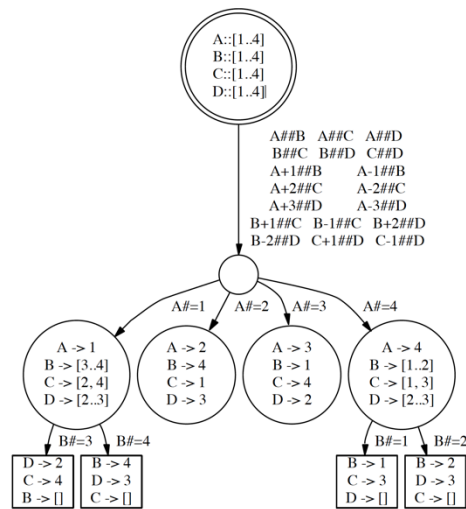 A::[1..4]
B::[1..4]
C::[1..4]
D::[1..4]
A##B A##C A##D
B##C B##D C##D
A+1##B A-1##B
A+2##C A-2##C
A+3##D A-3##D
B+1##C B-1##C B+2##D
B-2##D C+1##D C-1##D
A#=1
A#=2
A#=3
A#=4
A -> 1
B -> [3..4]
C -> [2, 4]
D -> [2..3]
A -> 2
B -> 4
C -> 1
D -> 3
A -> 3
B -> 1
C -> 4
D -> 2
A -> 4
B -> [1..2]
C -> [1, 3]
D -> [2..3]
B#=3
B#=4
B#=1
B#=2
D -> 2
C -> 4
B -> []
B -> 4
D -> 3
C -> []
B -> 1
C -> 3
D -> []
B -> 2
D -> 3
C -> []